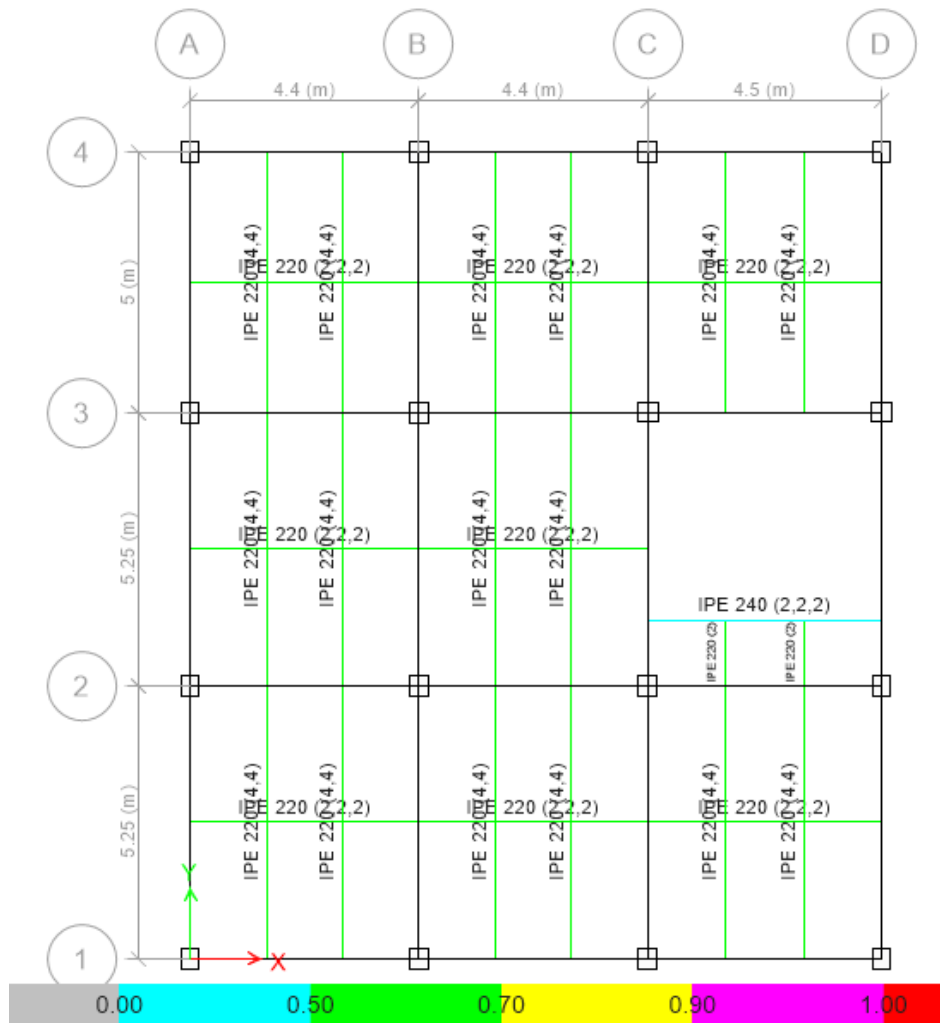 A B C D
4.4 (m) 4.4 (m) 4.5 (m)
4
IPE 220 (4,4) IPE 220 (4,4) IPE 220 (4,4) IPE 220 (4,4) IPE 220 (4,4) IPE 220 (4,4)
IPE 220 (2,2,2) IPE 220 (2,2,2) IPE 220 (2,2,2)
5 (m)
3
IPE 220 (4,4) IPE 220 (4,4) IPE 220 (4,4) IPE 220 (4,4)
IPE 220 (2,2,2) IPE 220 (2,2,2)
5.25 (m)
IPE 240 (2,2,2)
IPE 220 (2) IPE 220 (2)
2
IPE 220 (4,4) IPE 220 (4,4) IPE 220 (4,4) IPE 220 (4,4) IPE 220 (4,4) IPE 220 (4,4)
IPE 220 (2,2,2) IPE 220 (2,2,2) IPE 220 (2,2,2)
5.25 (m)
Y
1
X
0.00 0.50 0.70 0.90 1.00